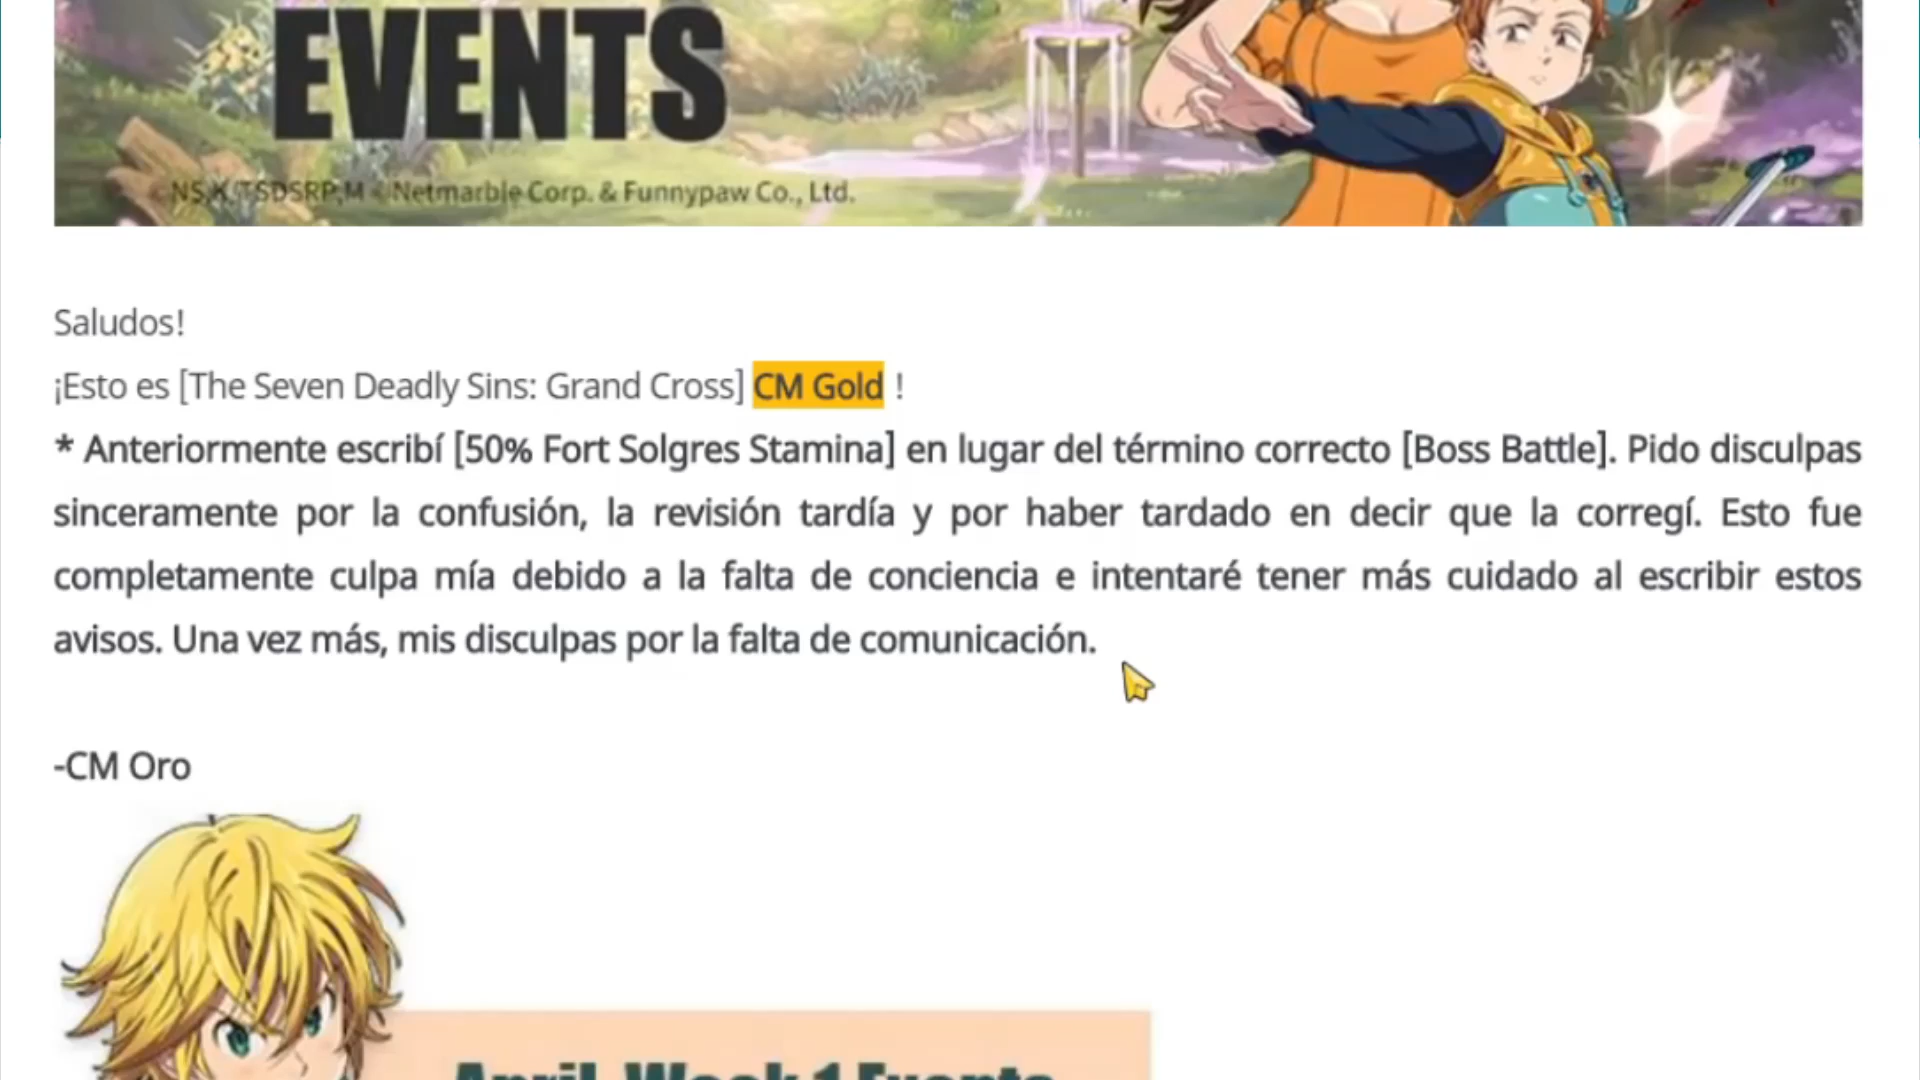 EVENTS
© NS,K/TSDSRP,M © Netmarble Corp. & Funnypaw Co., Ltd.
Saludos!
¡Esto es [The Seven Deadly Sins: Grand Cross] CM Gold !
* Anteriormente escribí [50% Fort Solgres Stamina] en lugar del término correcto [Boss Battle]. Pido disculpas
sinceramente por la confusión, la revisión tardía y por haber tardado en decir que la corregí. Esto fue
completamente culpa mía debido a la falta de conciencia e intentaré tener más cuidado al escribir estos
avisos. Una vez más, mis disculpas por la falta de comunicación.
-CM Oro
April, Week 1 Events